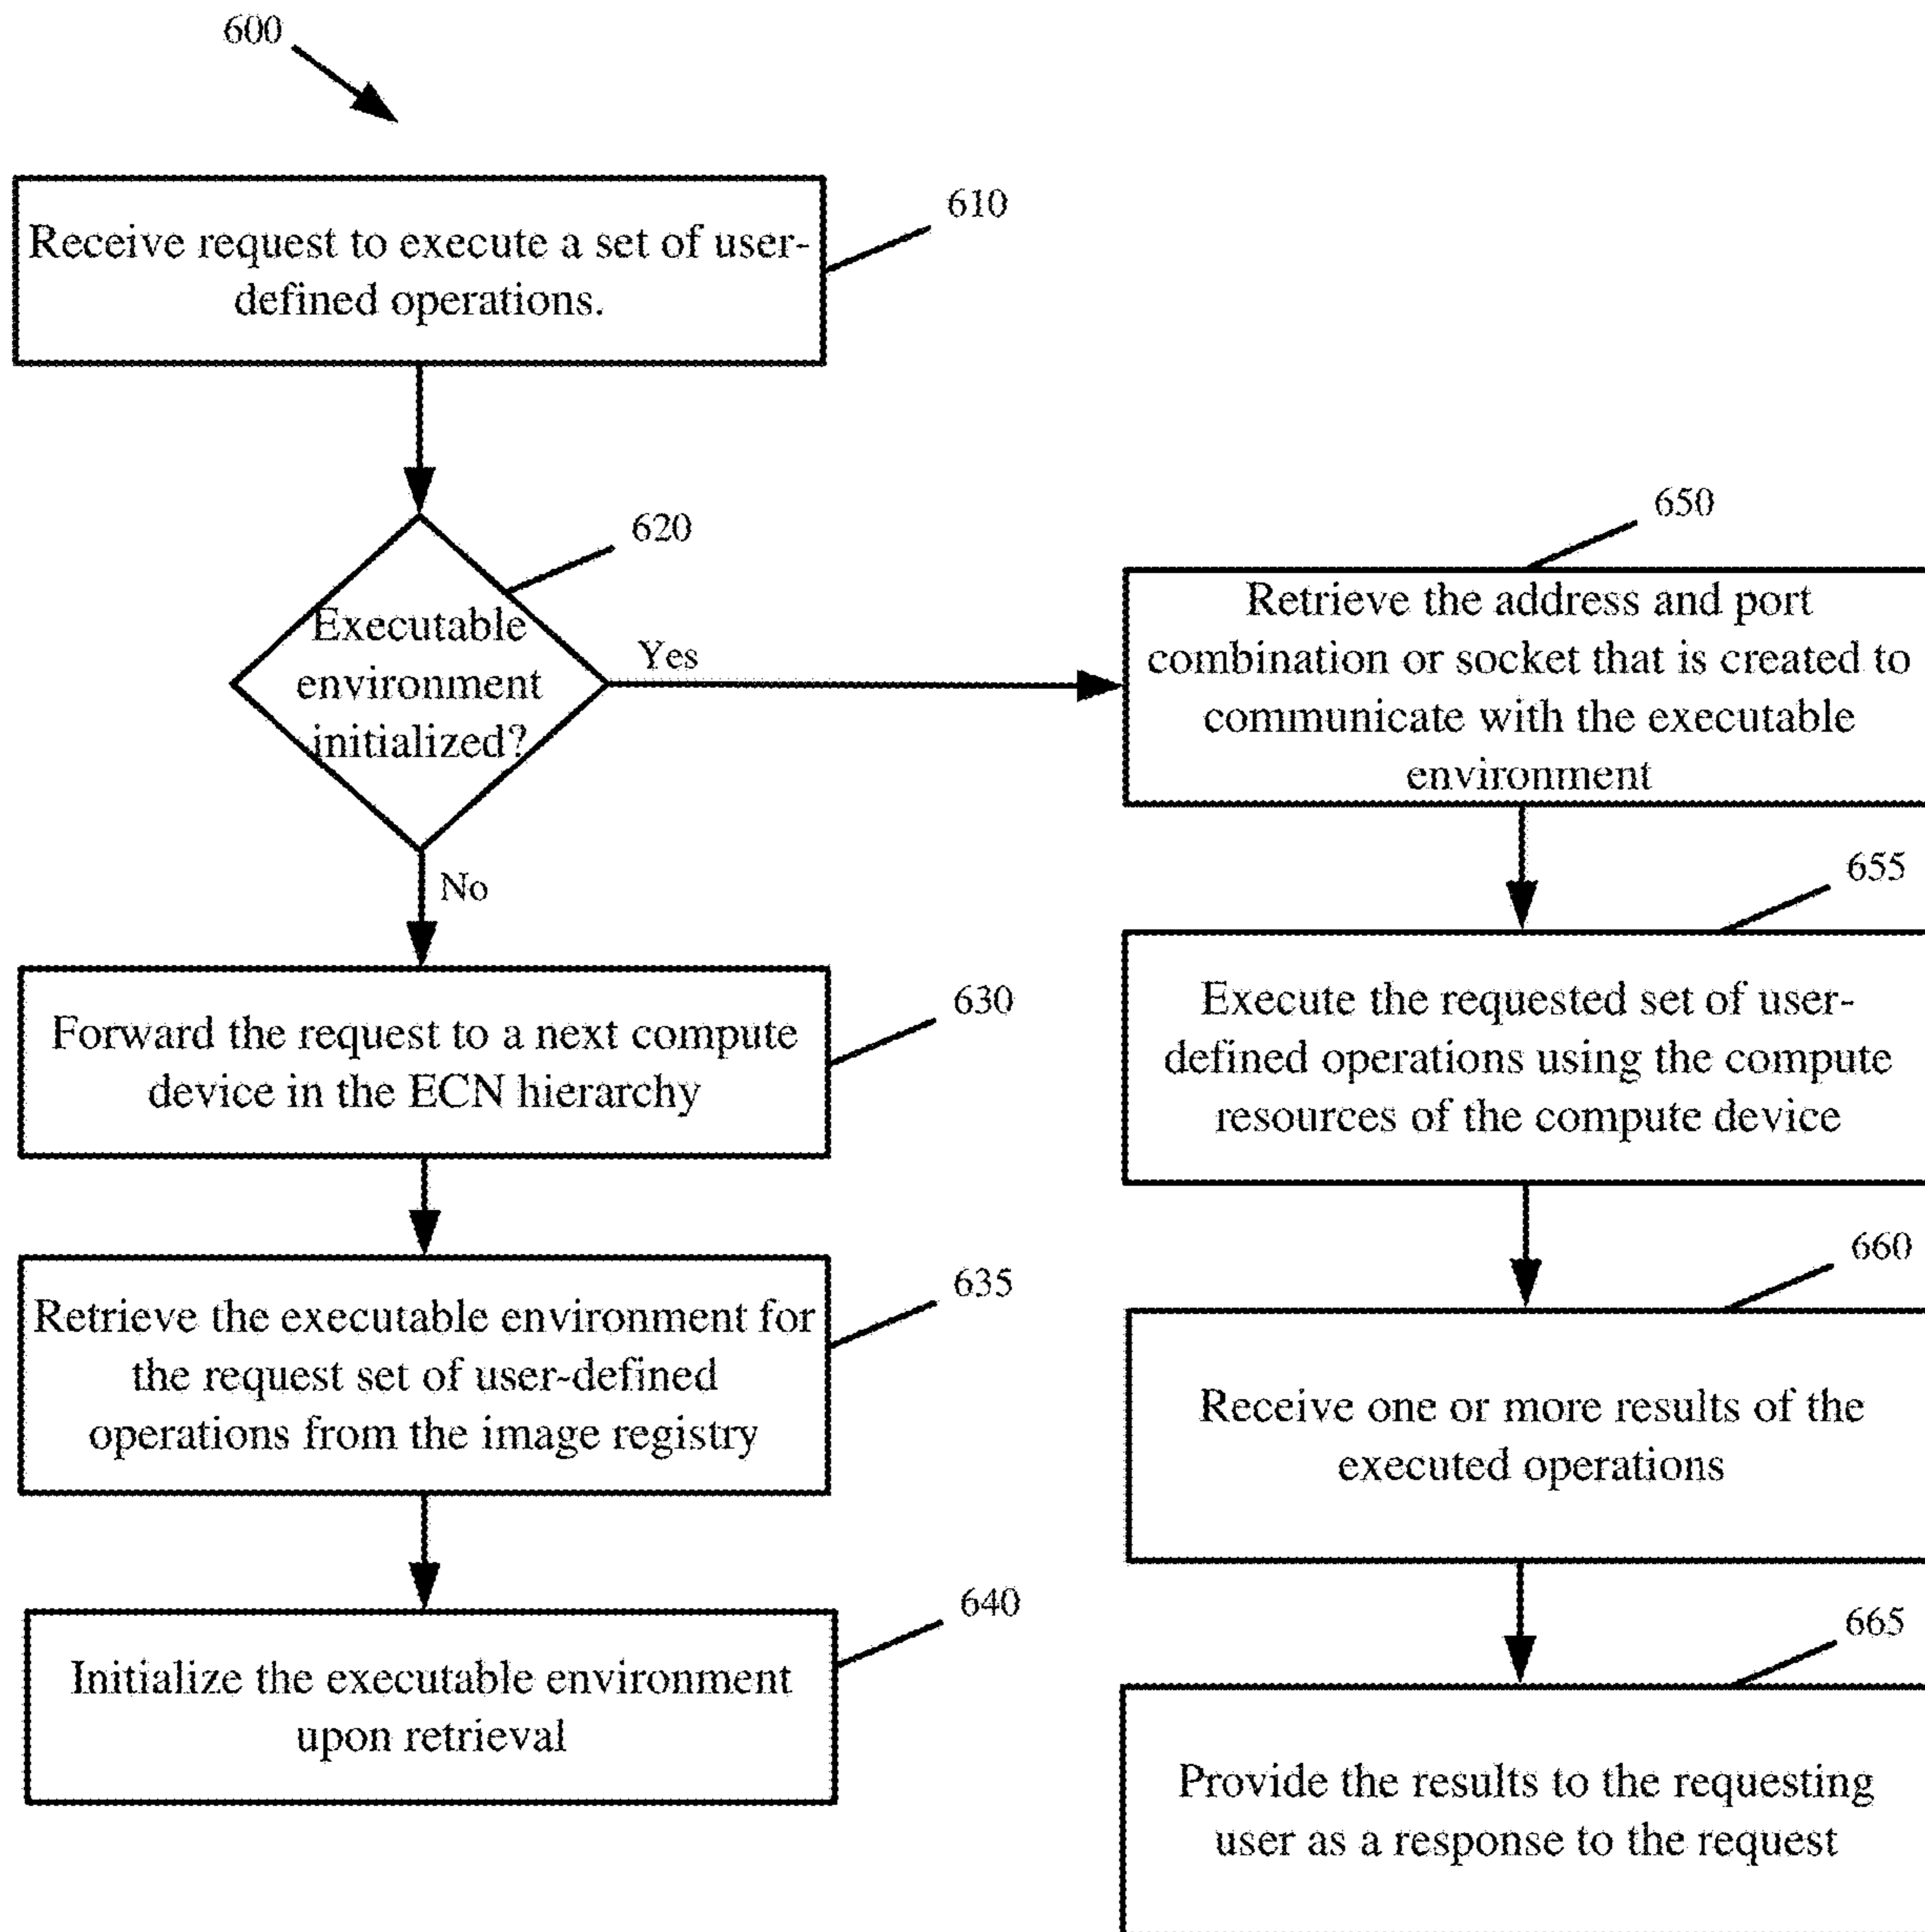 600
610
Receive request to execute a set of user-
defined operations.
620
Executable
environment
initialized?
Yes
No
630
Forward the request to a next compute
device in the ECN hierarchy
635
Retrieve the executable environment for
the request set of user-defined
operations from the image registry
640
Initialize the executable environment
upon retrieval
650
Retrieve the address and port
combination or socket that is created to
communicate with the executable
environment
655
Execute the requested set of user-
defined operations using the compute
resources of the compute device
660
Receive one or more results of the
executed operations
665
Provide the results to the requesting
user as a response to the request